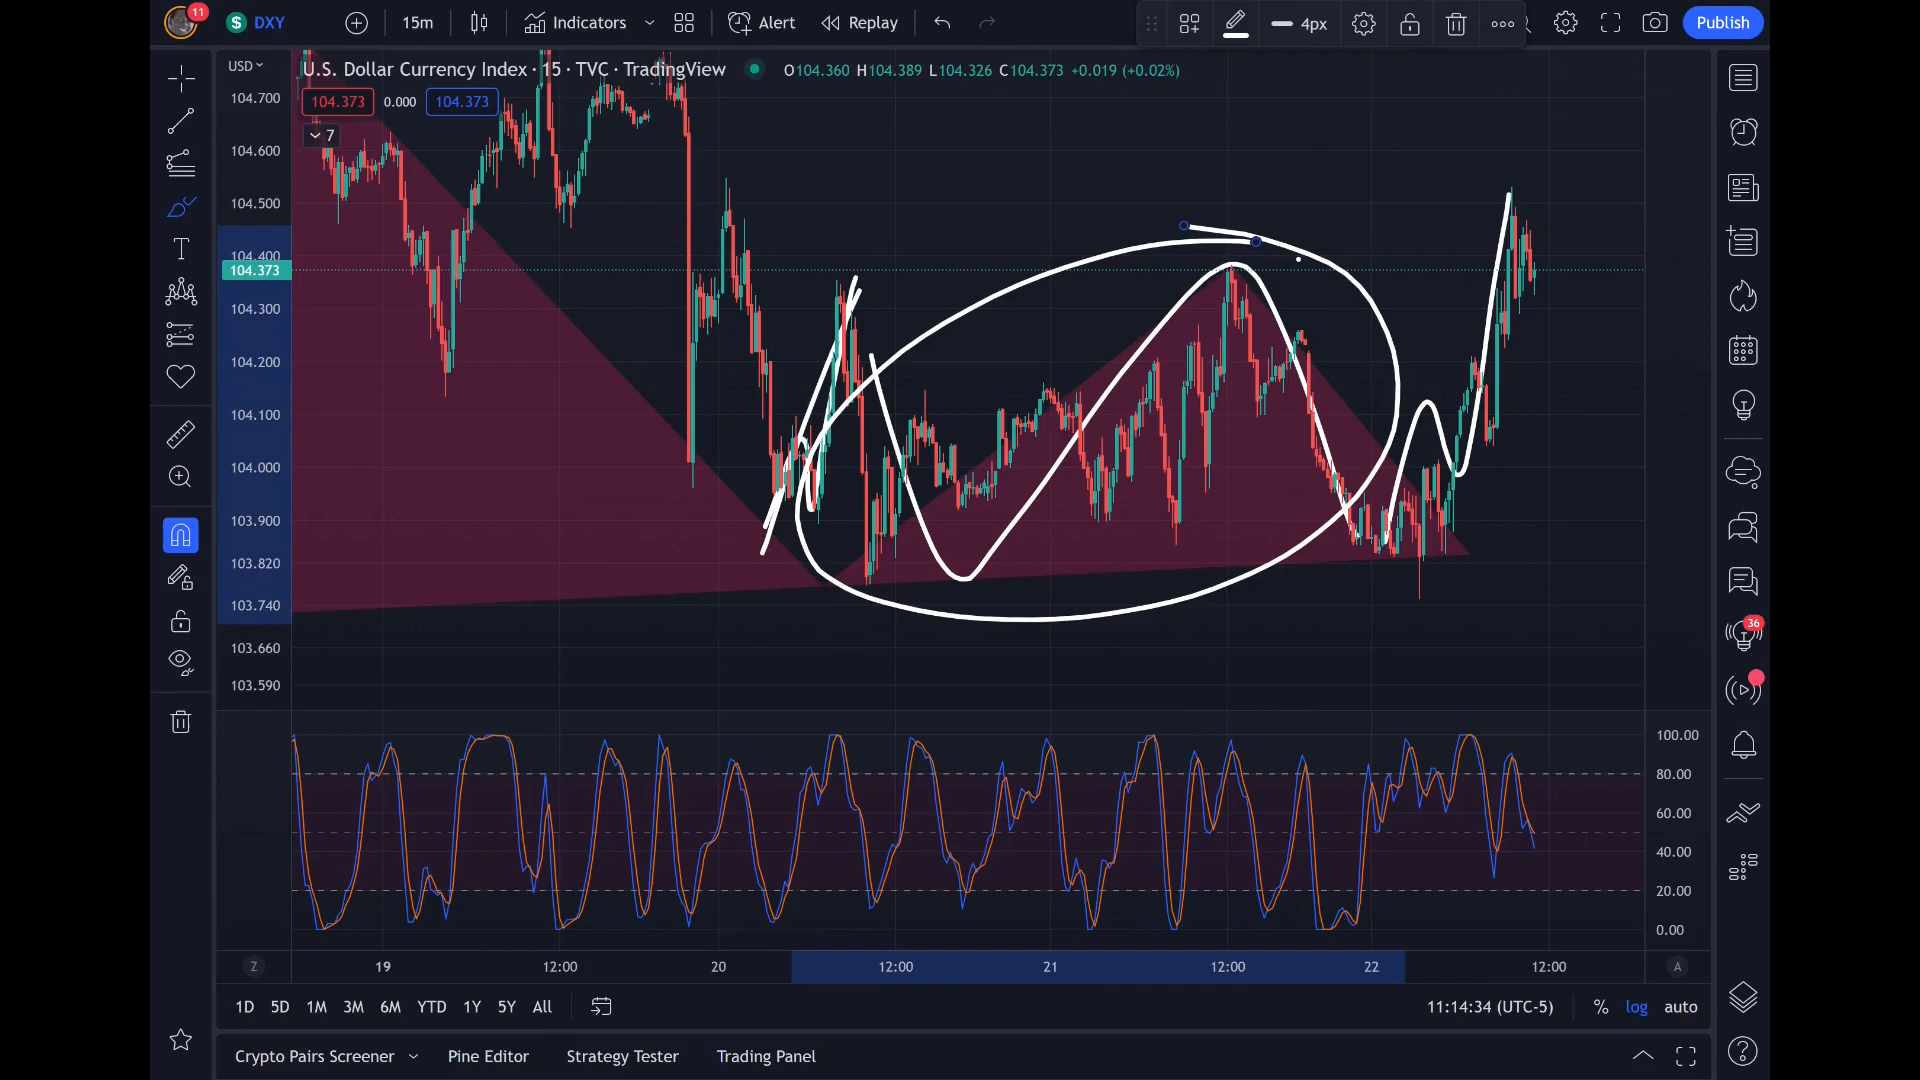 11
$ DXY
15m
Indicators
Alert
Replay
4px
Publish
USD
U.S. Dollar Currency Index · 15 · TVC · TradingView
O104.360 H104.389 L104.326 C104.373 +0.019 (+0.02%)
104.373 0.000 104.373
7
104.700
104.600
104.500
104.400
104.373
104.300
104.200
104.100
104.000
103.900
103.820
103.740
103.660
103.590
36
100.00
80.00
60.00
40.00
20.00
0.00
Z
19 12:00 20 12:00 21 12:00 22 12:00
A
1D 5D 1M 3M 6M YTD 1Y 5Y All
11:14:34 (UTC-5) % log auto
Crypto Pairs Screener Pine Editor Strategy Tester Trading Panel